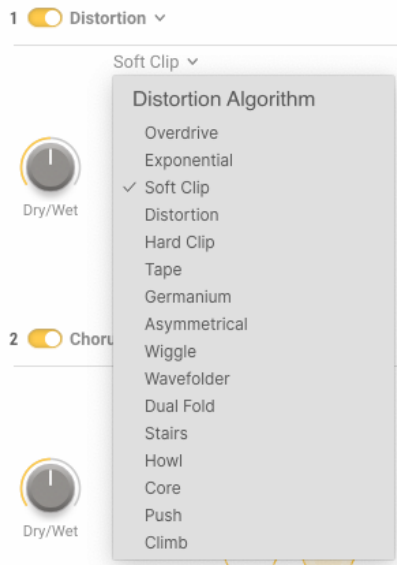 1 Distortion
Soft Clip
Distortion Algorithm
Overdrive
Exponential
✓ Soft Clip
Distortion
Hard Clip
Tape
Germanium
Asymmetrical
Wiggle
Wavefolder
Dual Fold
Stairs
Howl
Core
Push
Climb
Dry/Wet
2 Choru
Dry/Wet